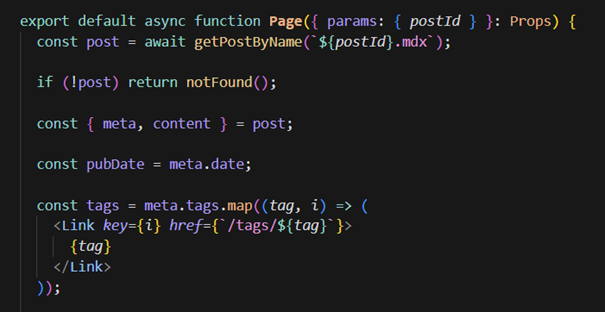 export default async function Page({ params: { postId } }: Props) {
  const post = await getPostByName(`${postId}.mdx`);
  if (!post) return notFound();
  const { meta, content } = post;
  const pubDate = meta.date;
  const tags = meta.tags.map((tag, i) => (
    <Link key={i} href={`/tags/${tag}`}>
      {tag}
    </Link>
  ));